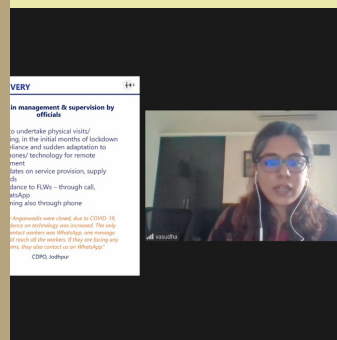 VERY
in management & supervision by
officials
to undertake physical visits/
ing, in the initial months of lockdown
eliance and sudden adaptation to
hones/ technology for remote
ment
dates on service provision, supply
ds
dance to FLWs – through call,
atsApp
ning also through phone
Anganwadis were closed, due to COVID-19,
dence on technology was increased. The only
contact workers was WhatsApp, one message
ld reach all the workers. If they are facing any
ms, they also contact us on WhatsApp."
CDPO, Jodhpur
vasudha